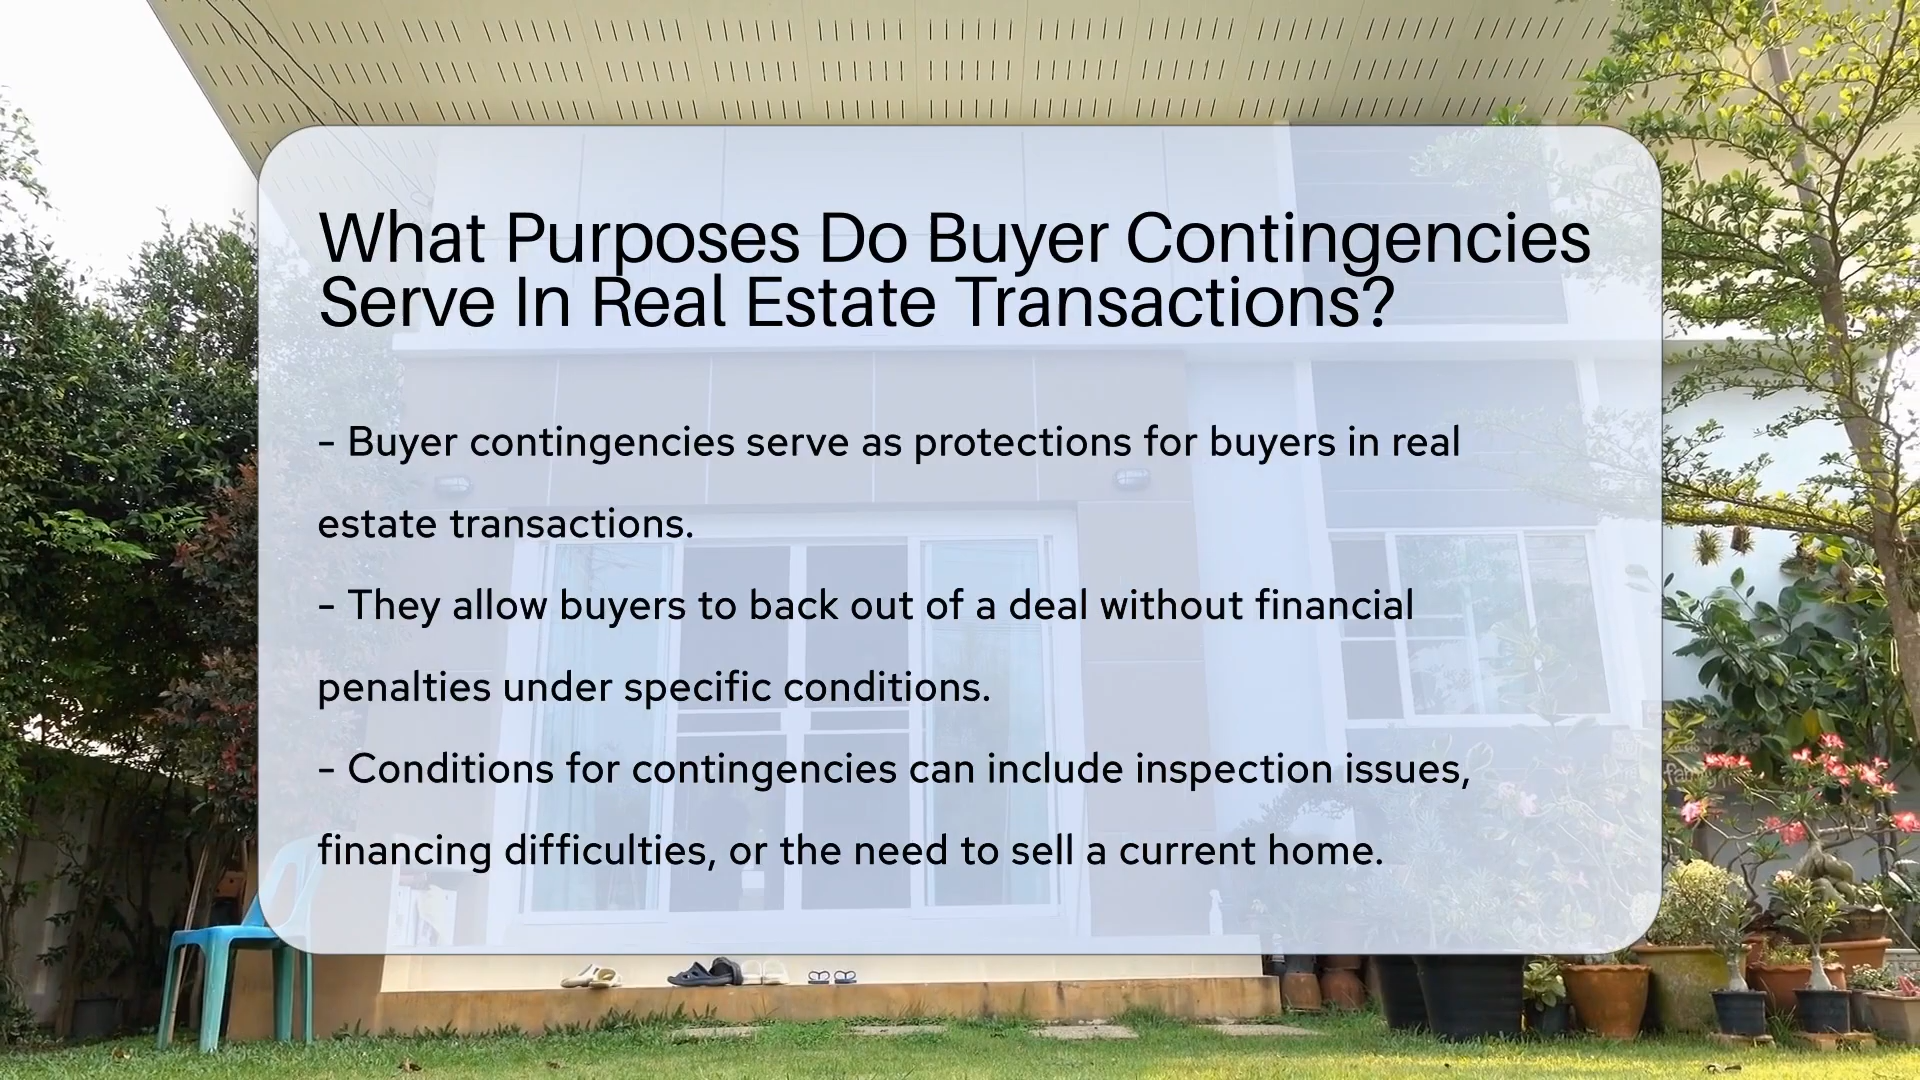 What Purposes Do Buyer Contingencies
Serve In Real Estate Transactions?
- Buyer contingencies serve as protections for buyers in real
estate transactions.
- They allow buyers to back out of a deal without financial
penalties under specific conditions.
- Conditions for contingencies can include inspection issues,
financing difficulties, or the need to sell a current home.